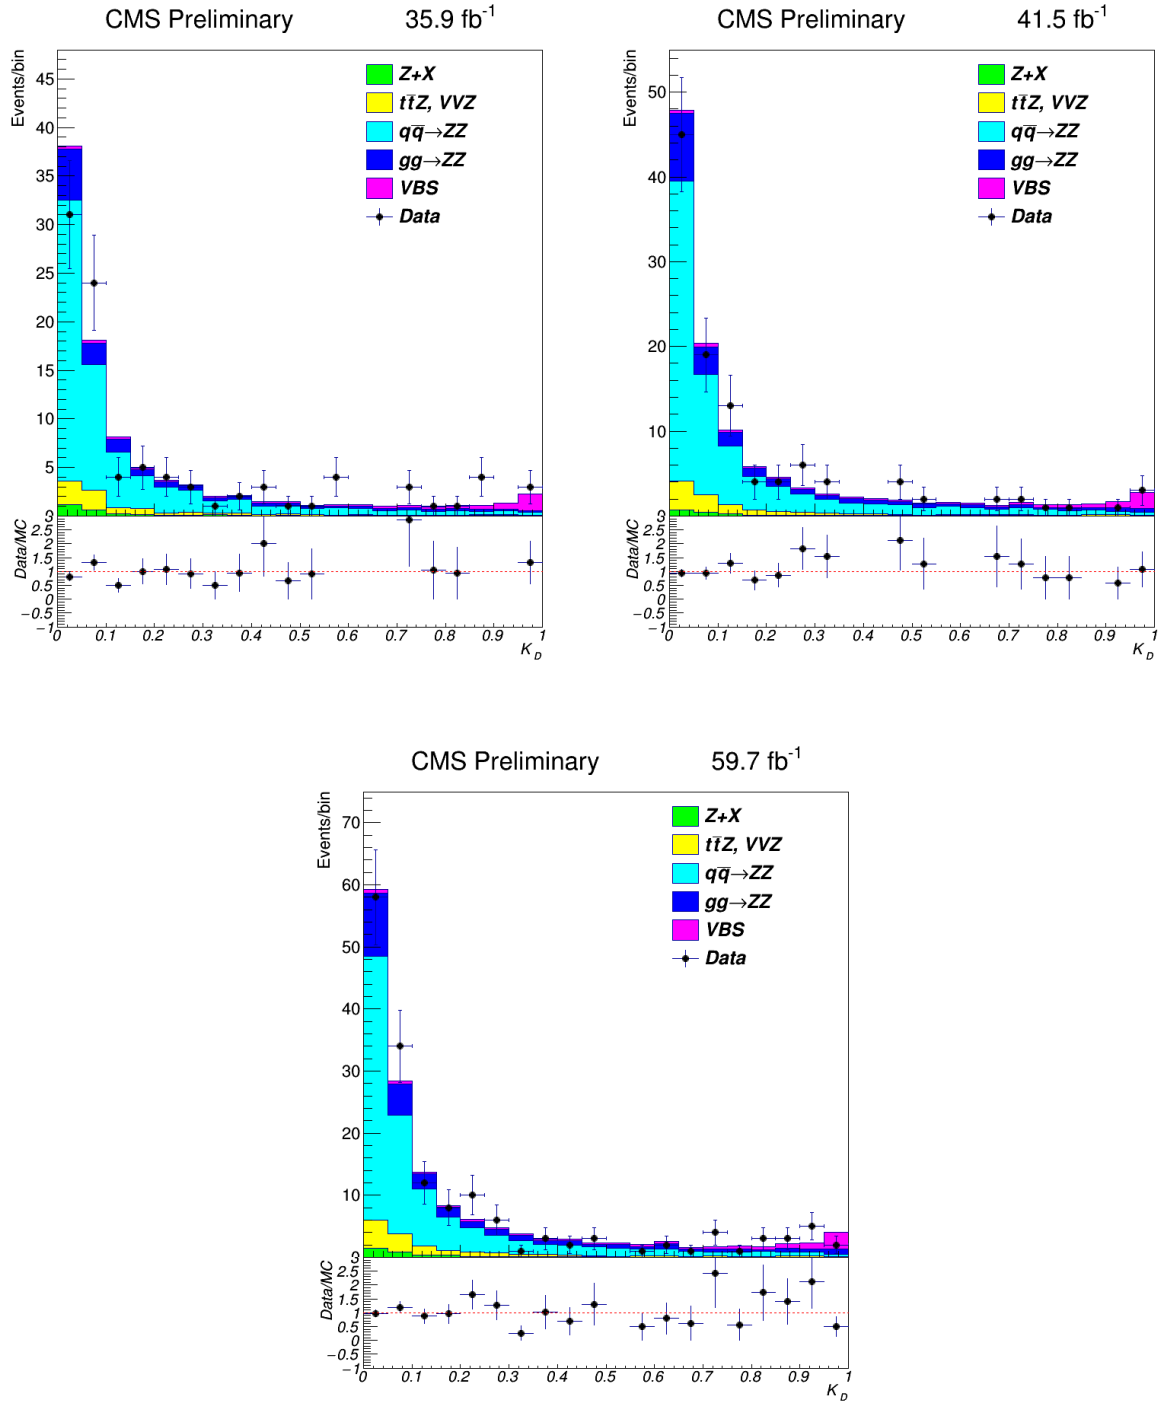 CMS Preliminary 35.9 fb⁻¹
Events/bin
45
40
35
30
25
20
15
10
5
Z+X
tt̅Z, VVZ
qq̅→ZZ
gg→ZZ
VBS
Data
Data/MC
3
2.5
2
1.5
1
0.5
0
−0.5
−1
0 0.1 0.2 0.3 0.4 0.5 0.6 0.7 0.8 0.9 1
K_D
CMS Preliminary 41.5 fb⁻¹
Events/bin
50
40
30
20
10
Z+X
tt̅Z, VVZ
qq̅→ZZ
gg→ZZ
VBS
Data
Data/MC
3
2.5
2
1.5
1
0.5
0
−0.5
−1
0 0.1 0.2 0.3 0.4 0.5 0.6 0.7 0.8 0.9 1
K_D
CMS Preliminary 59.7 fb⁻¹
Events/bin
70
60
50
40
30
20
10
Z+X
tt̅Z, VVZ
qq̅→ZZ
gg→ZZ
VBS
Data
Data/MC
3
2.5
2
1.5
1
0.5
0
−0.5
−1
0 0.1 0.2 0.3 0.4 0.5 0.6 0.7 0.8 0.9 1
K_D